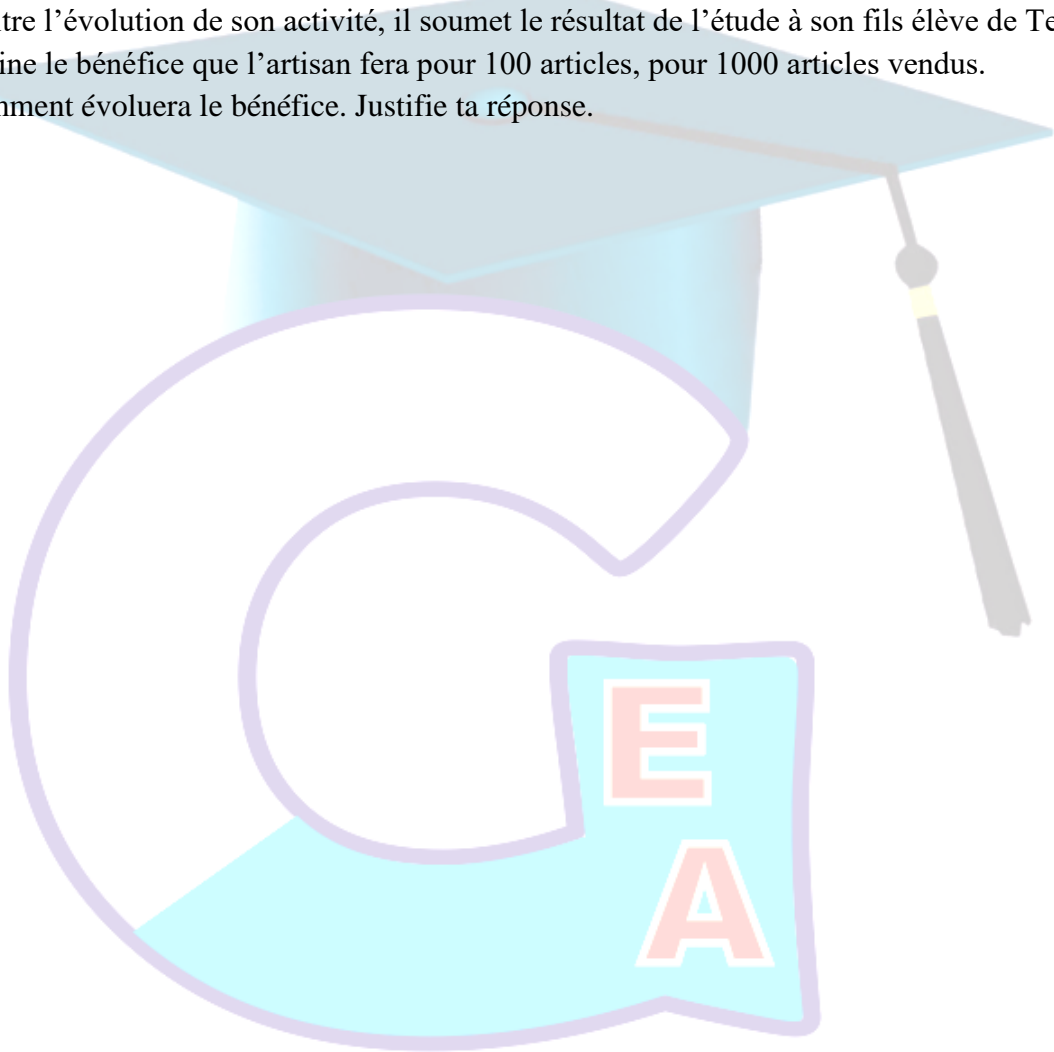 tre l’évolution de son activité, il soumet le résultat de l’étude à son fils élève de Te
ine le bénéfice que l’artisan fera pour 100 articles, pour 1000 articles vendus.
mment évoluera le bénéfice. Justifie ta réponse.
E
A